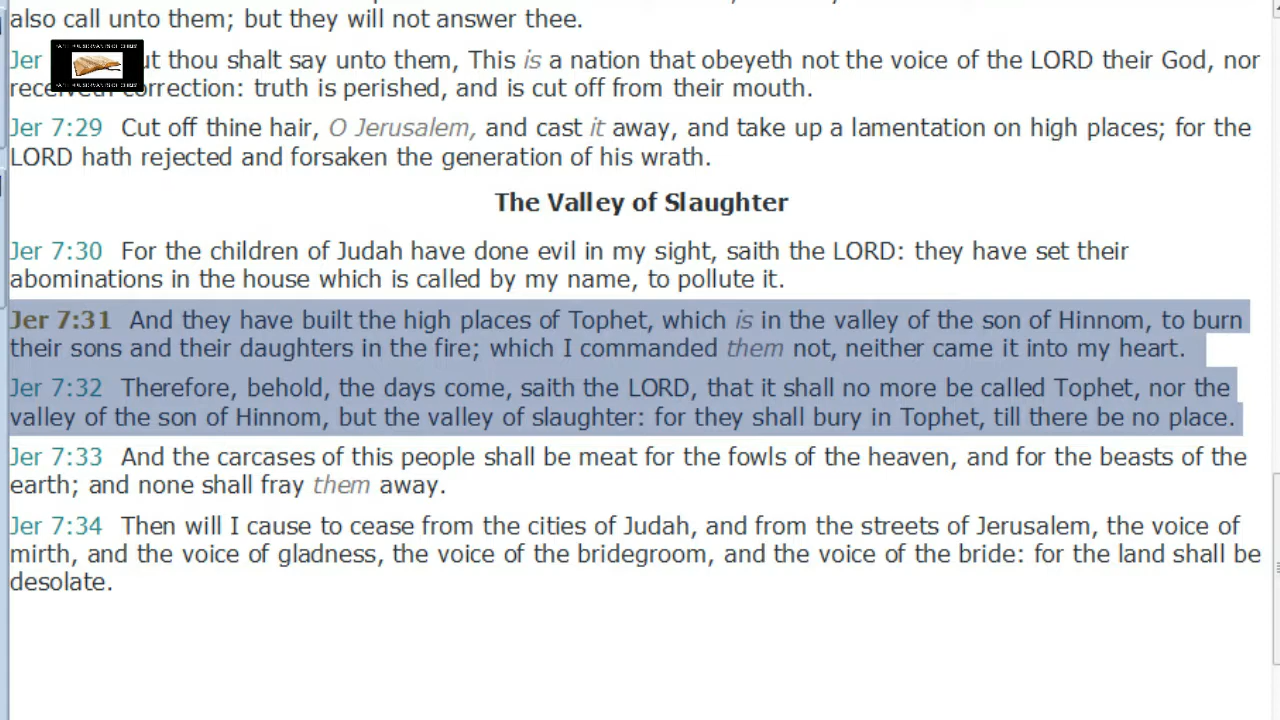 also call unto them; but they will not answer thee.
Jer ut thou shalt say unto them, This is a nation that obeyeth not the voice of the LORD their God, nor
receiveth correction: truth is perished, and is cut off from their mouth.
Jer 7:29 Cut off thine hair, O Jerusalem, and cast it away, and take up a lamentation on high places; for the
LORD hath rejected and forsaken the generation of his wrath.
The Valley of Slaughter
Jer 7:30 For the children of Judah have done evil in my sight, saith the LORD: they have set their
abominations in the house which is called by my name, to pollute it.
Jer 7:31 And they have built the high places of Tophet, which is in the valley of the son of Hinnom, to burn
their sons and their daughters in the fire; which I commanded them not, neither came it into my heart.
Jer 7:32 Therefore, behold, the days come, saith the LORD, that it shall no more be called Tophet, nor the
valley of the son of Hinnom, but the valley of slaughter: for they shall bury in Tophet, till there be no place.
Jer 7:33 And the carcases of this people shall be meat for the fowls of the heaven, and for the beasts of the
earth; and none shall fray them away.
Jer 7:34 Then will I cause to cease from the cities of Judah, and from the streets of Jerusalem, the voice of
mirth, and the voice of gladness, the voice of the bridegroom, and the voice of the bride: for the land shall be
desolate.